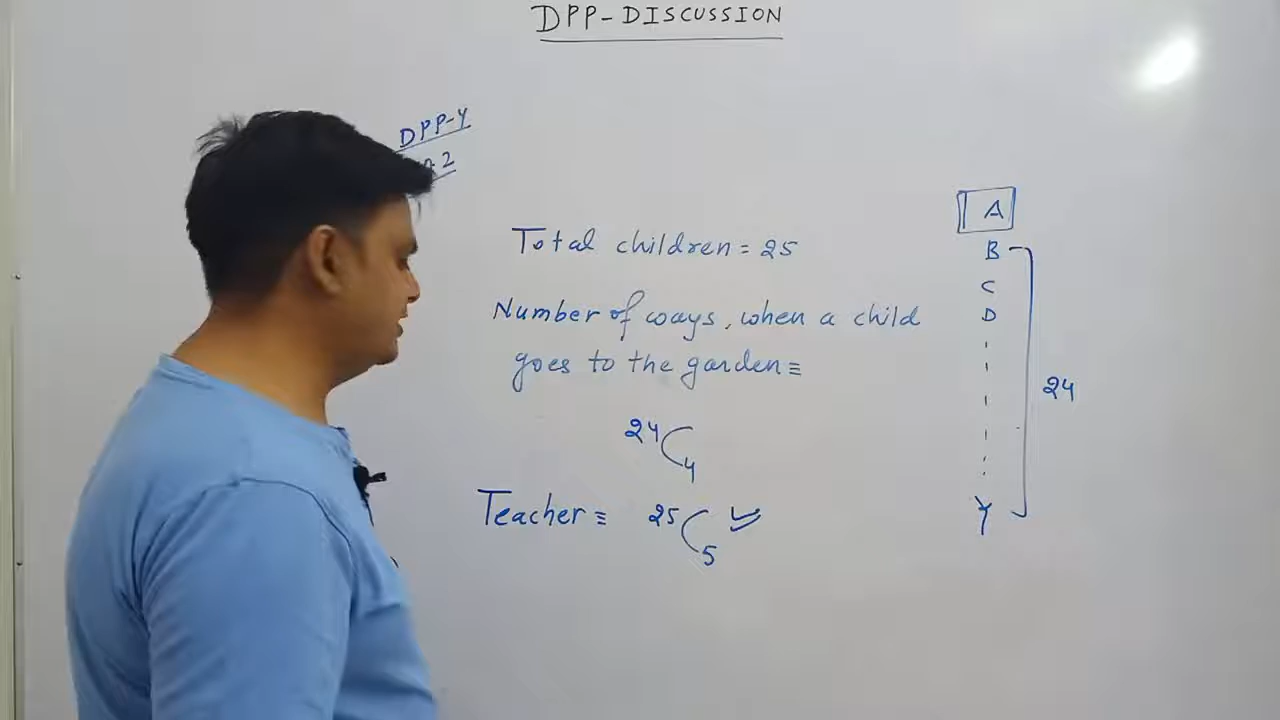 DPP-DISCUSSION
DPP-Y
2
Total children = 25
Number of ways, when a child
goes to the garden ≡
24C4
Teacher ≡ 25C5
A
B
C
D
24
Y